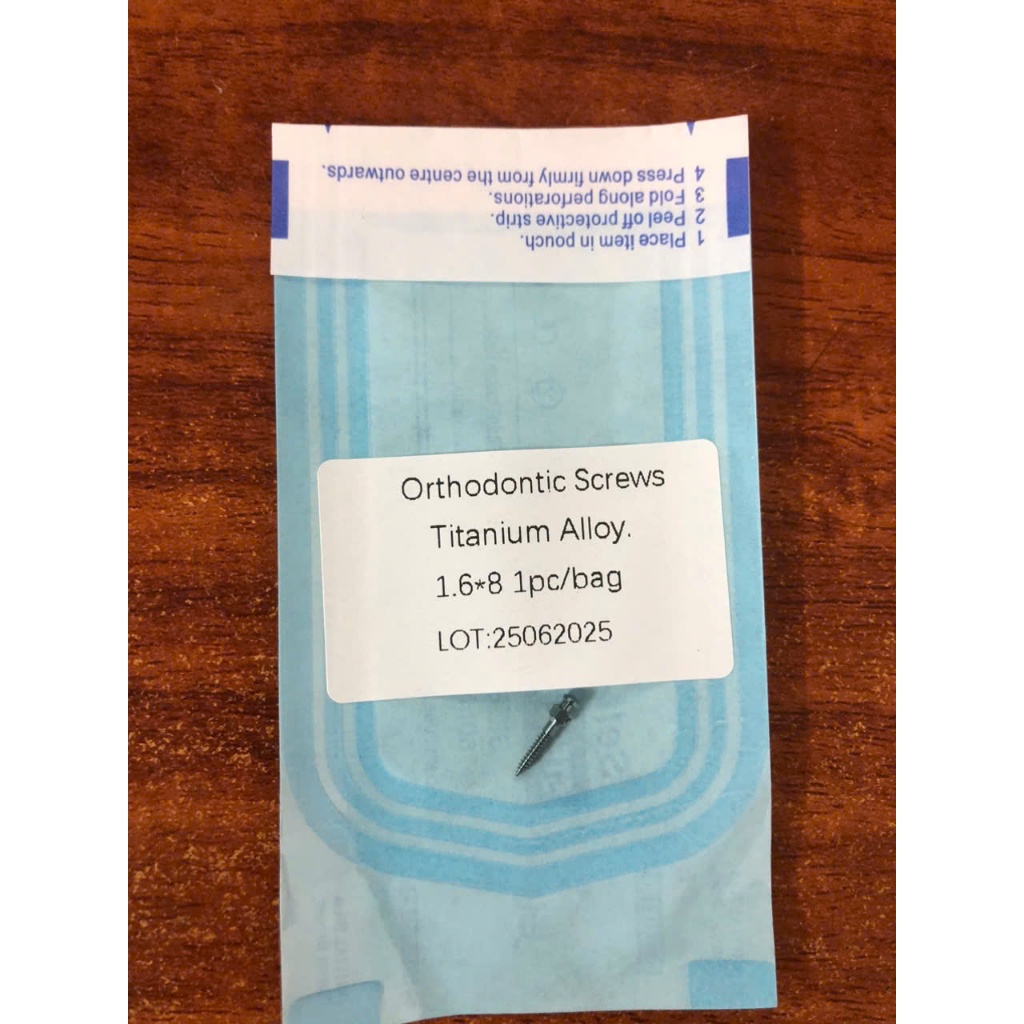 1 Place item in pouch.
2 Peel off protective strip.
3 Fold along perforations.
4 Press down firmly from the centre outwards.
Orthodontic Screws
Titanium Alloy.
1.6*8 1pc/bag
LOT:25062025